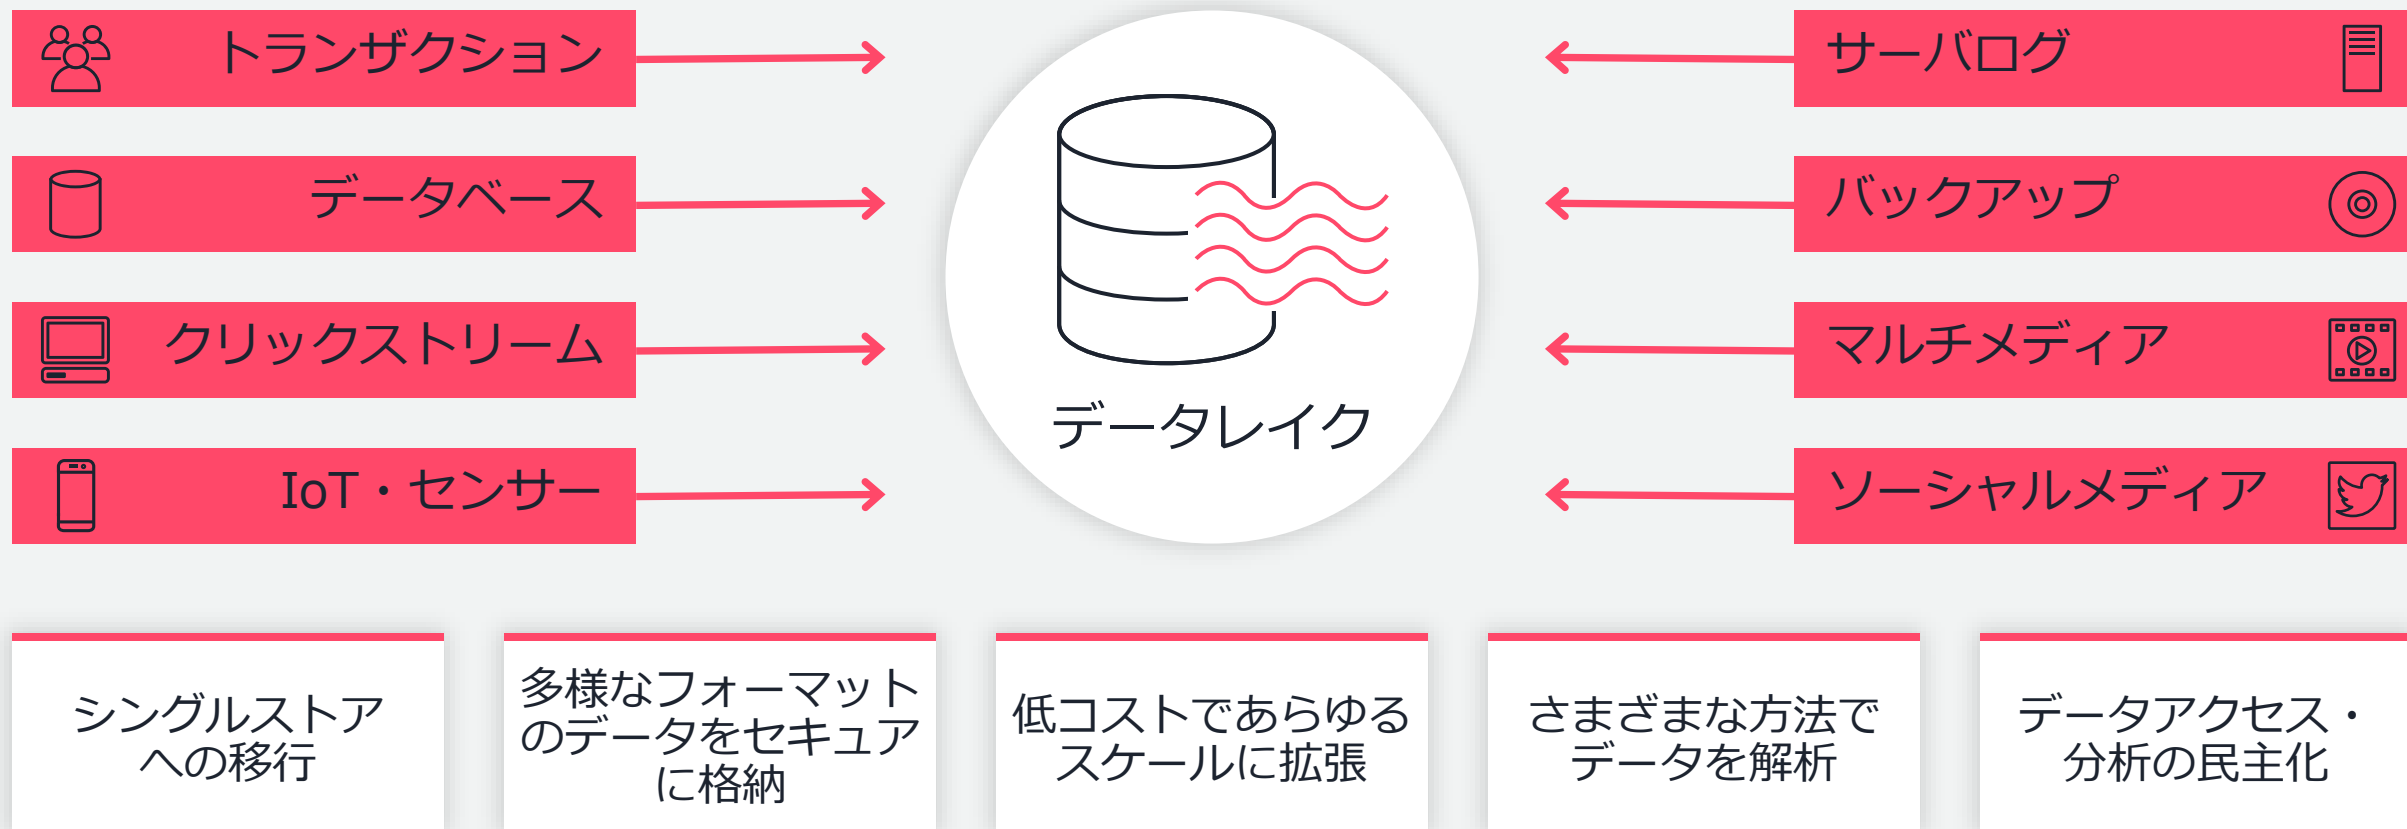 トランザクション
データベース
クリックストリーム
IoT・センサー
データレイク
サーバログ
バックアップ
マルチメディア
ソーシャルメディア
シングルストア
への移行
多様なフォーマット
のデータをセキュア
に格納
低コストであらゆる
スケールに拡張
さまざまな方法で
データを解析
データアクセス・
分析の民主化